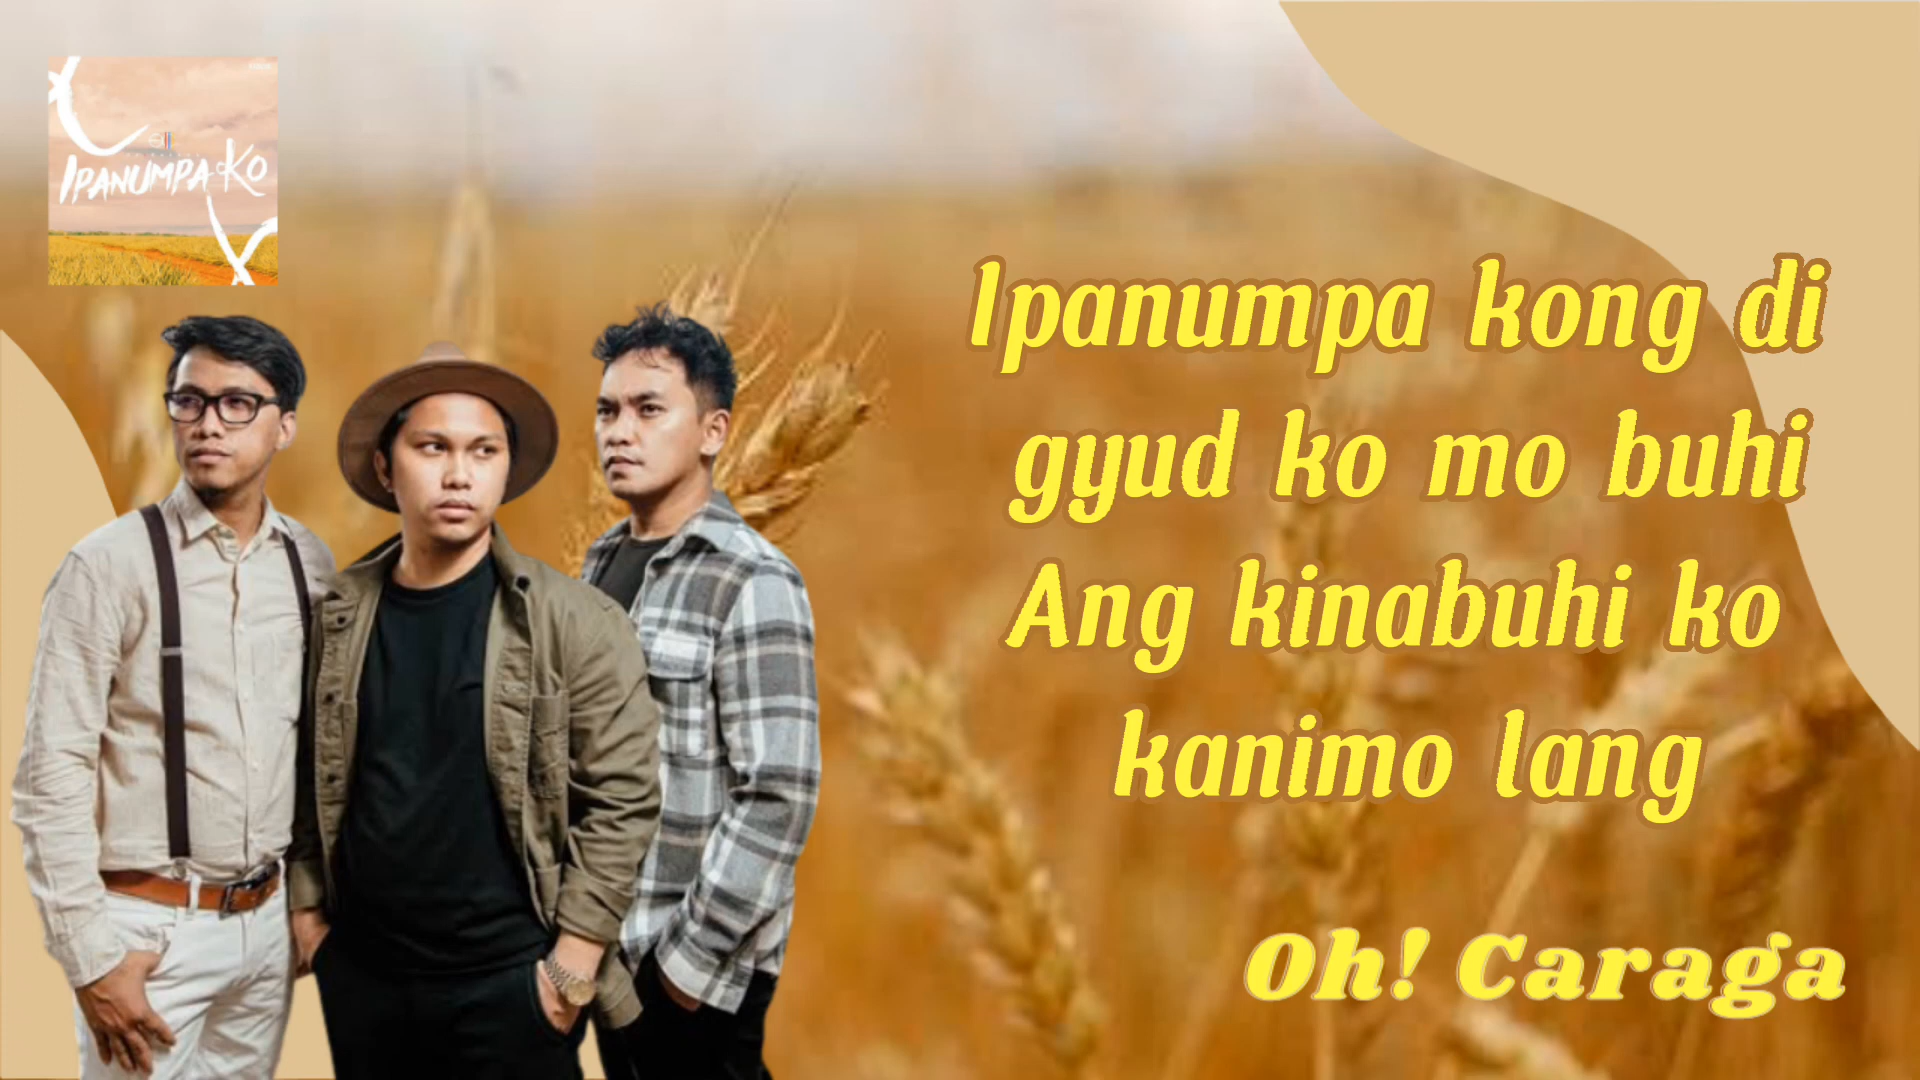 IPANUMPA KO
Ipanumpa kong di
gyud ko mo buhi
Ang kinabuhi ko
kanimo lang
Oh! Caraga